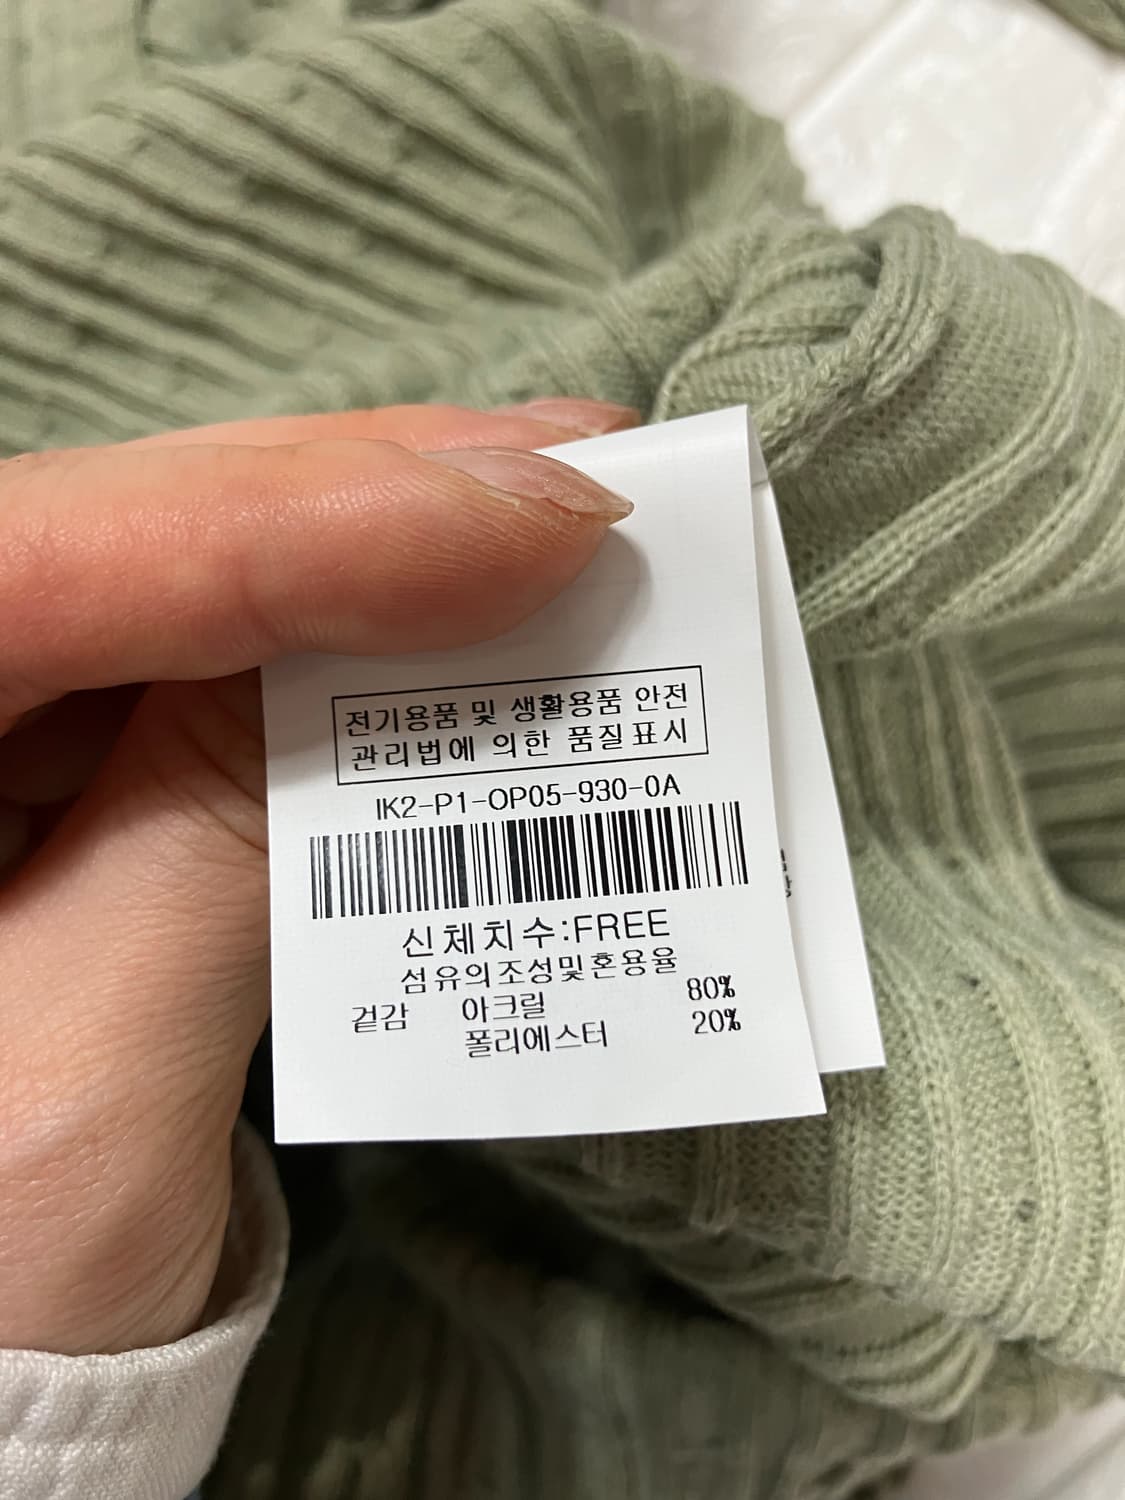 전기용품 및 생활용품 안전
관리법에 의한 품질표시
IK2-P1-OP05-930-0A
신체치수:FREE
섬유의조성및혼용율
겉감 아크릴 80%
폴리에스터 20%